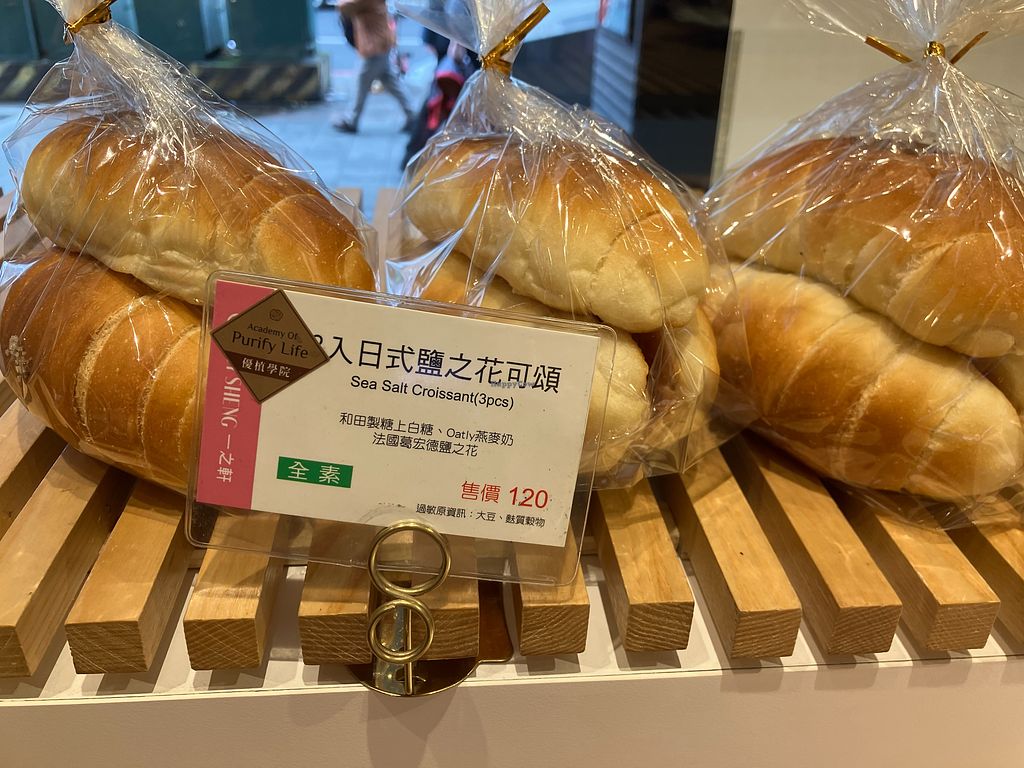 Academy Of
Purify Life
優慎學院
SHENG 一之軒
入日式鹽之花可頌
Sea Salt Croissant(3pcs)
和田製糖上白糖、Oatly燕麥奶
法國葛宏德鹽之花
全素
售價 120
過敏原資訊：大豆、麩質穀物
happycow